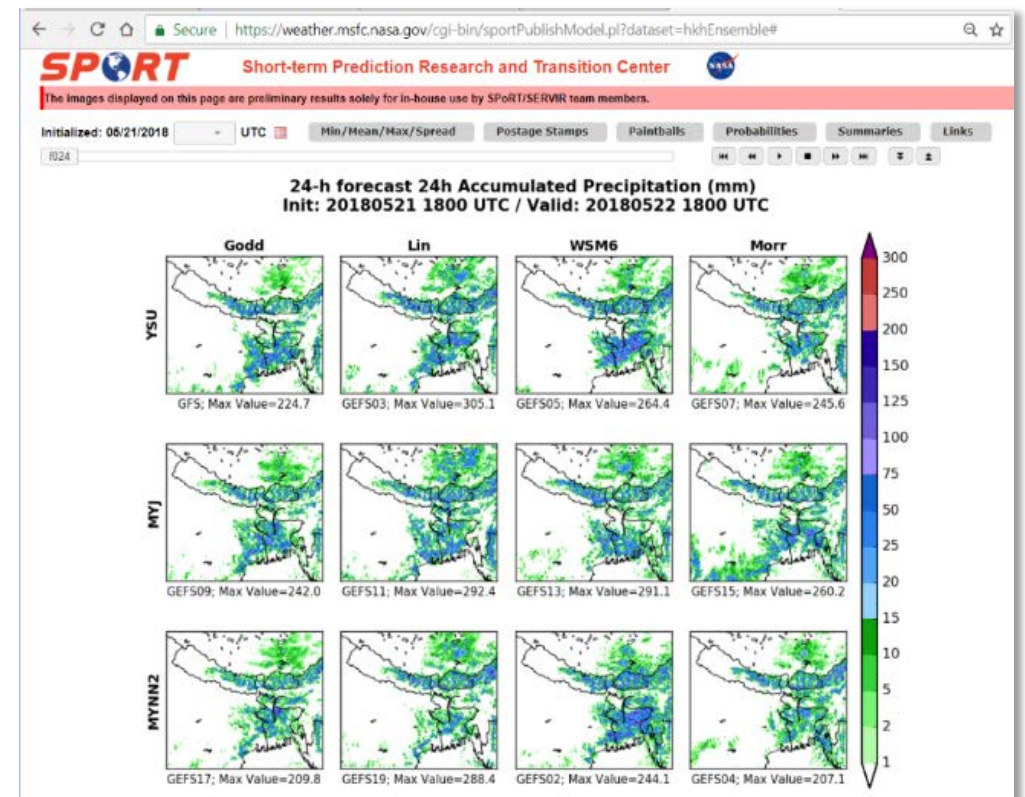 Secure | https://weather.msfc.nasa.gov/cgi-bin/sportPublishModel.pl?dataset=hkhEnsemble#
SPORT Short-term Prediction Research and Transition Center NASA
The images displayed on this page are preliminary results solely for in-house use by SPoRT/SERVIR team members.
Initialized: 05/21/2018 UTC Min/Mean/Max/Spread Postage Stamps Paintballs Probabilities Summaries Links
f024
24-h forecast 24h Accumulated Precipitation (mm)
Init: 20180521 1800 UTC / Valid: 20180522 1800 UTC
Godd Lin WSM6 Morr
YSU
GFS; Max Value=224.7 GEFS03; Max Value=305.1 GEFS05; Max Value=264.4 GEFS07; Max Value=245.6
MYJ
GEFS09; Max Value=242.0 GEFS11; Max Value=292.4 GEFS13; Max Value=291.1 GEFS15; Max Value=260.2
MYNN2
GEFS17; Max Value=209.8 GEFS19; Max Value=288.4 GEFS02; Max Value=244.1 GEFS04; Max Value=207.1
300
250
200
150
125
100
75
50
25
20
15
10
5
2
1